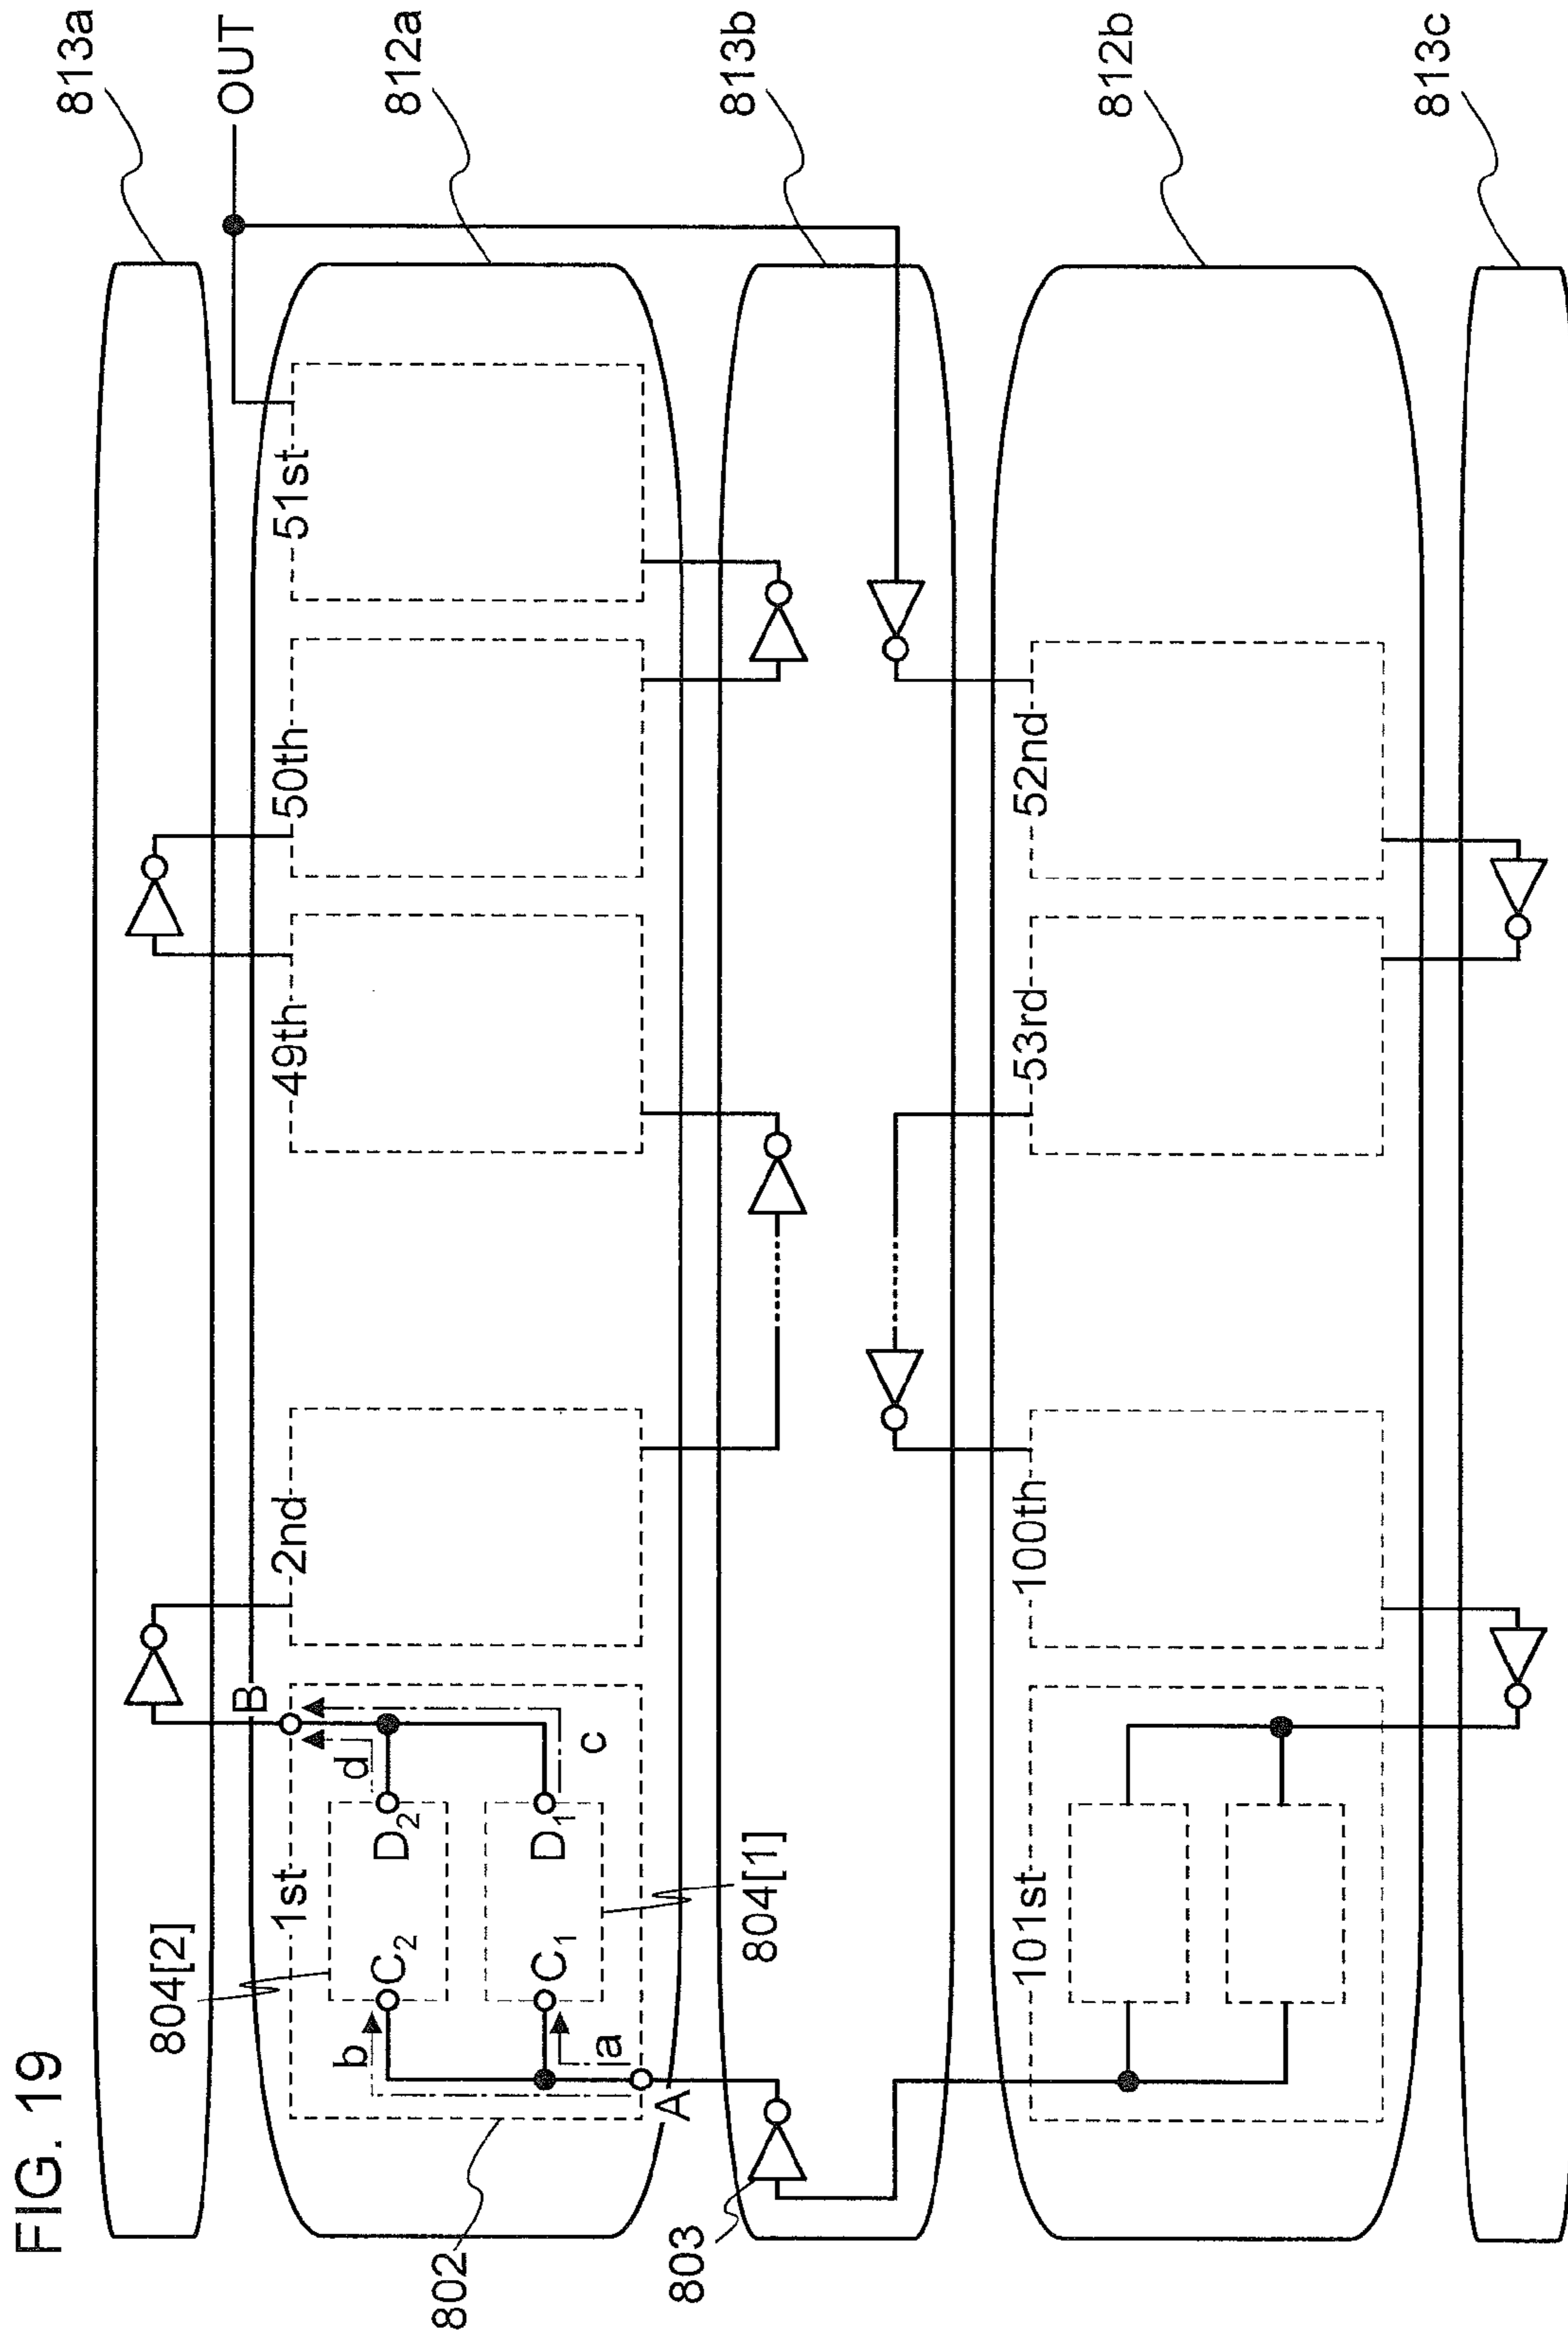 FIG. 19
813a
OUT
812a
813b
812b
813c
51st
50th
49th
2nd
1st
52nd
53rd
100th
101st
B
d
c
D2
D1
C2
C1
b
a
A
804[2]
804[1]
802
803